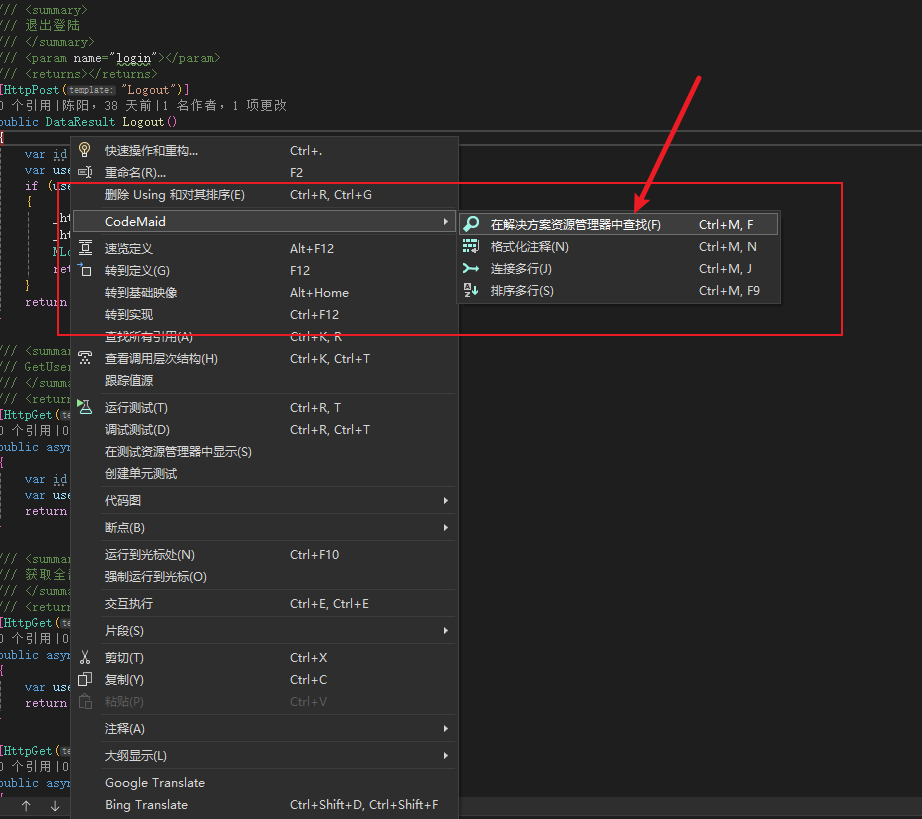 /// <summary>
/// 退出登陆
/// </summary>
/// <param name="login"></param>
/// <returns></returns>
[HttpPost(template: "Logout")]
0 个引用|陈阳，38 天前|1 名作者，1 项更改
public DataResult Logout()
{
var id
var use
if (use
{
_ht
_ht
MLo
ret
}
return
快速操作和重构... Ctrl+.
重命名(R)... F2
删除 Using 和对其排序(E) Ctrl+R, Ctrl+G
CodeMaid
速览定义 Alt+F12
转到定义(G) F12
转到基础映像 Alt+Home
转到实现 Ctrl+F12
查找所有引用(A) Ctrl+K, R
查看调用层次结构(H) Ctrl+K, Ctrl+T
跟踪值源
运行测试(T) Ctrl+R, T
调试测试(D) Ctrl+R, Ctrl+T
在测试资源管理器中显示(S)
创建单元测试
代码图
断点(B)
运行到光标处(N) Ctrl+F10
强制运行到光标(O)
交互执行 Ctrl+E, Ctrl+E
片段(S)
剪切(T) Ctrl+X
复制(Y) Ctrl+C
粘贴(P) Ctrl+V
注释(A)
大纲显示(L)
Google Translate
Bing Translate Ctrl+Shift+D, Ctrl+Shift+F
在解决方案资源管理器中查找(F) Ctrl+M, F
格式化注释(N) Ctrl+M, N
连接多行(J) Ctrl+M, J
排序多行(S) Ctrl+M, F9
/// <summa
/// GetUser
/// </summa
/// <return
[HttpGet(te
0 个引用|0
public asyn
{
var id
var use
return
/// <summa
/// 获取全部
/// </summa
/// <return
[HttpGet(te
0 个引用|0
public asyn
{
var use
return
[HttpGet(te
0 个引用|0
public asyn
{